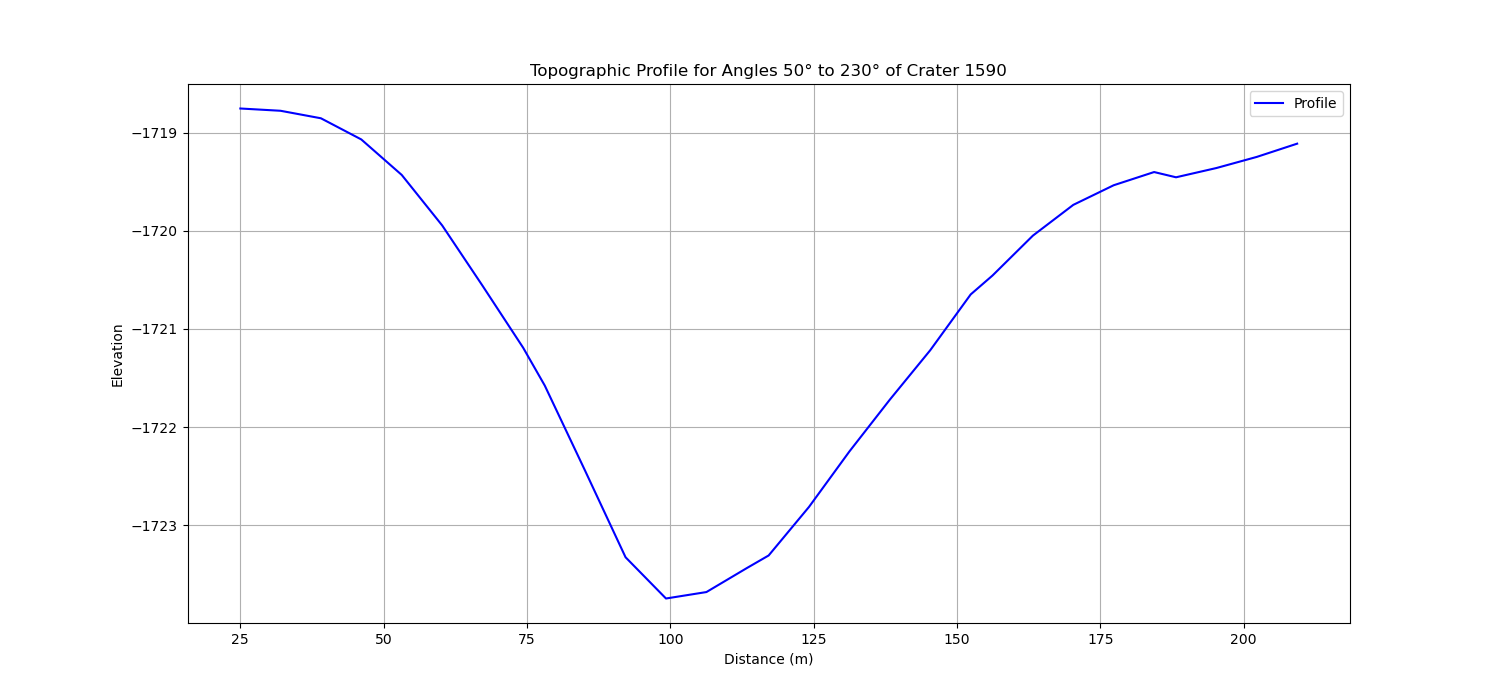 Topographic Profile for Angles 50° to 230° of Crater 1590
Profile
Elevation
−1719
−1720
−1721
−1722
−1723
25 50 75 100 125 150 175 200
Distance (m)